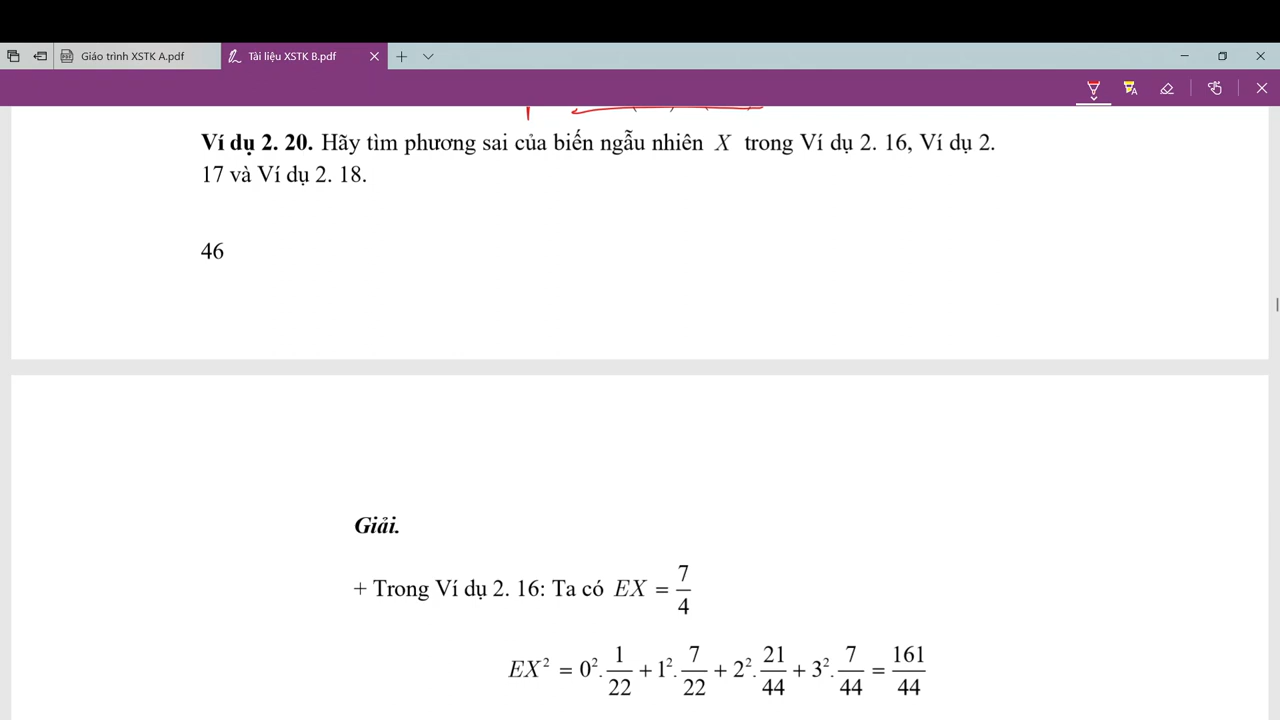 Giáo trình XSTK A.pdf
Tài liệu XSTK B.pdf
Ví dụ 2. 20. Hãy tìm phương sai của biến ngẫu nhiên X trong Ví dụ 2. 16, Ví dụ 2.
17 và Ví dụ 2. 18.
46
Giải.
+ Trong Ví dụ 2. 16: Ta có EX = 7/4
EX² = 0². 1/22 + 1². 7/22 + 2². 21/44 + 3². 7/44 = 161/44